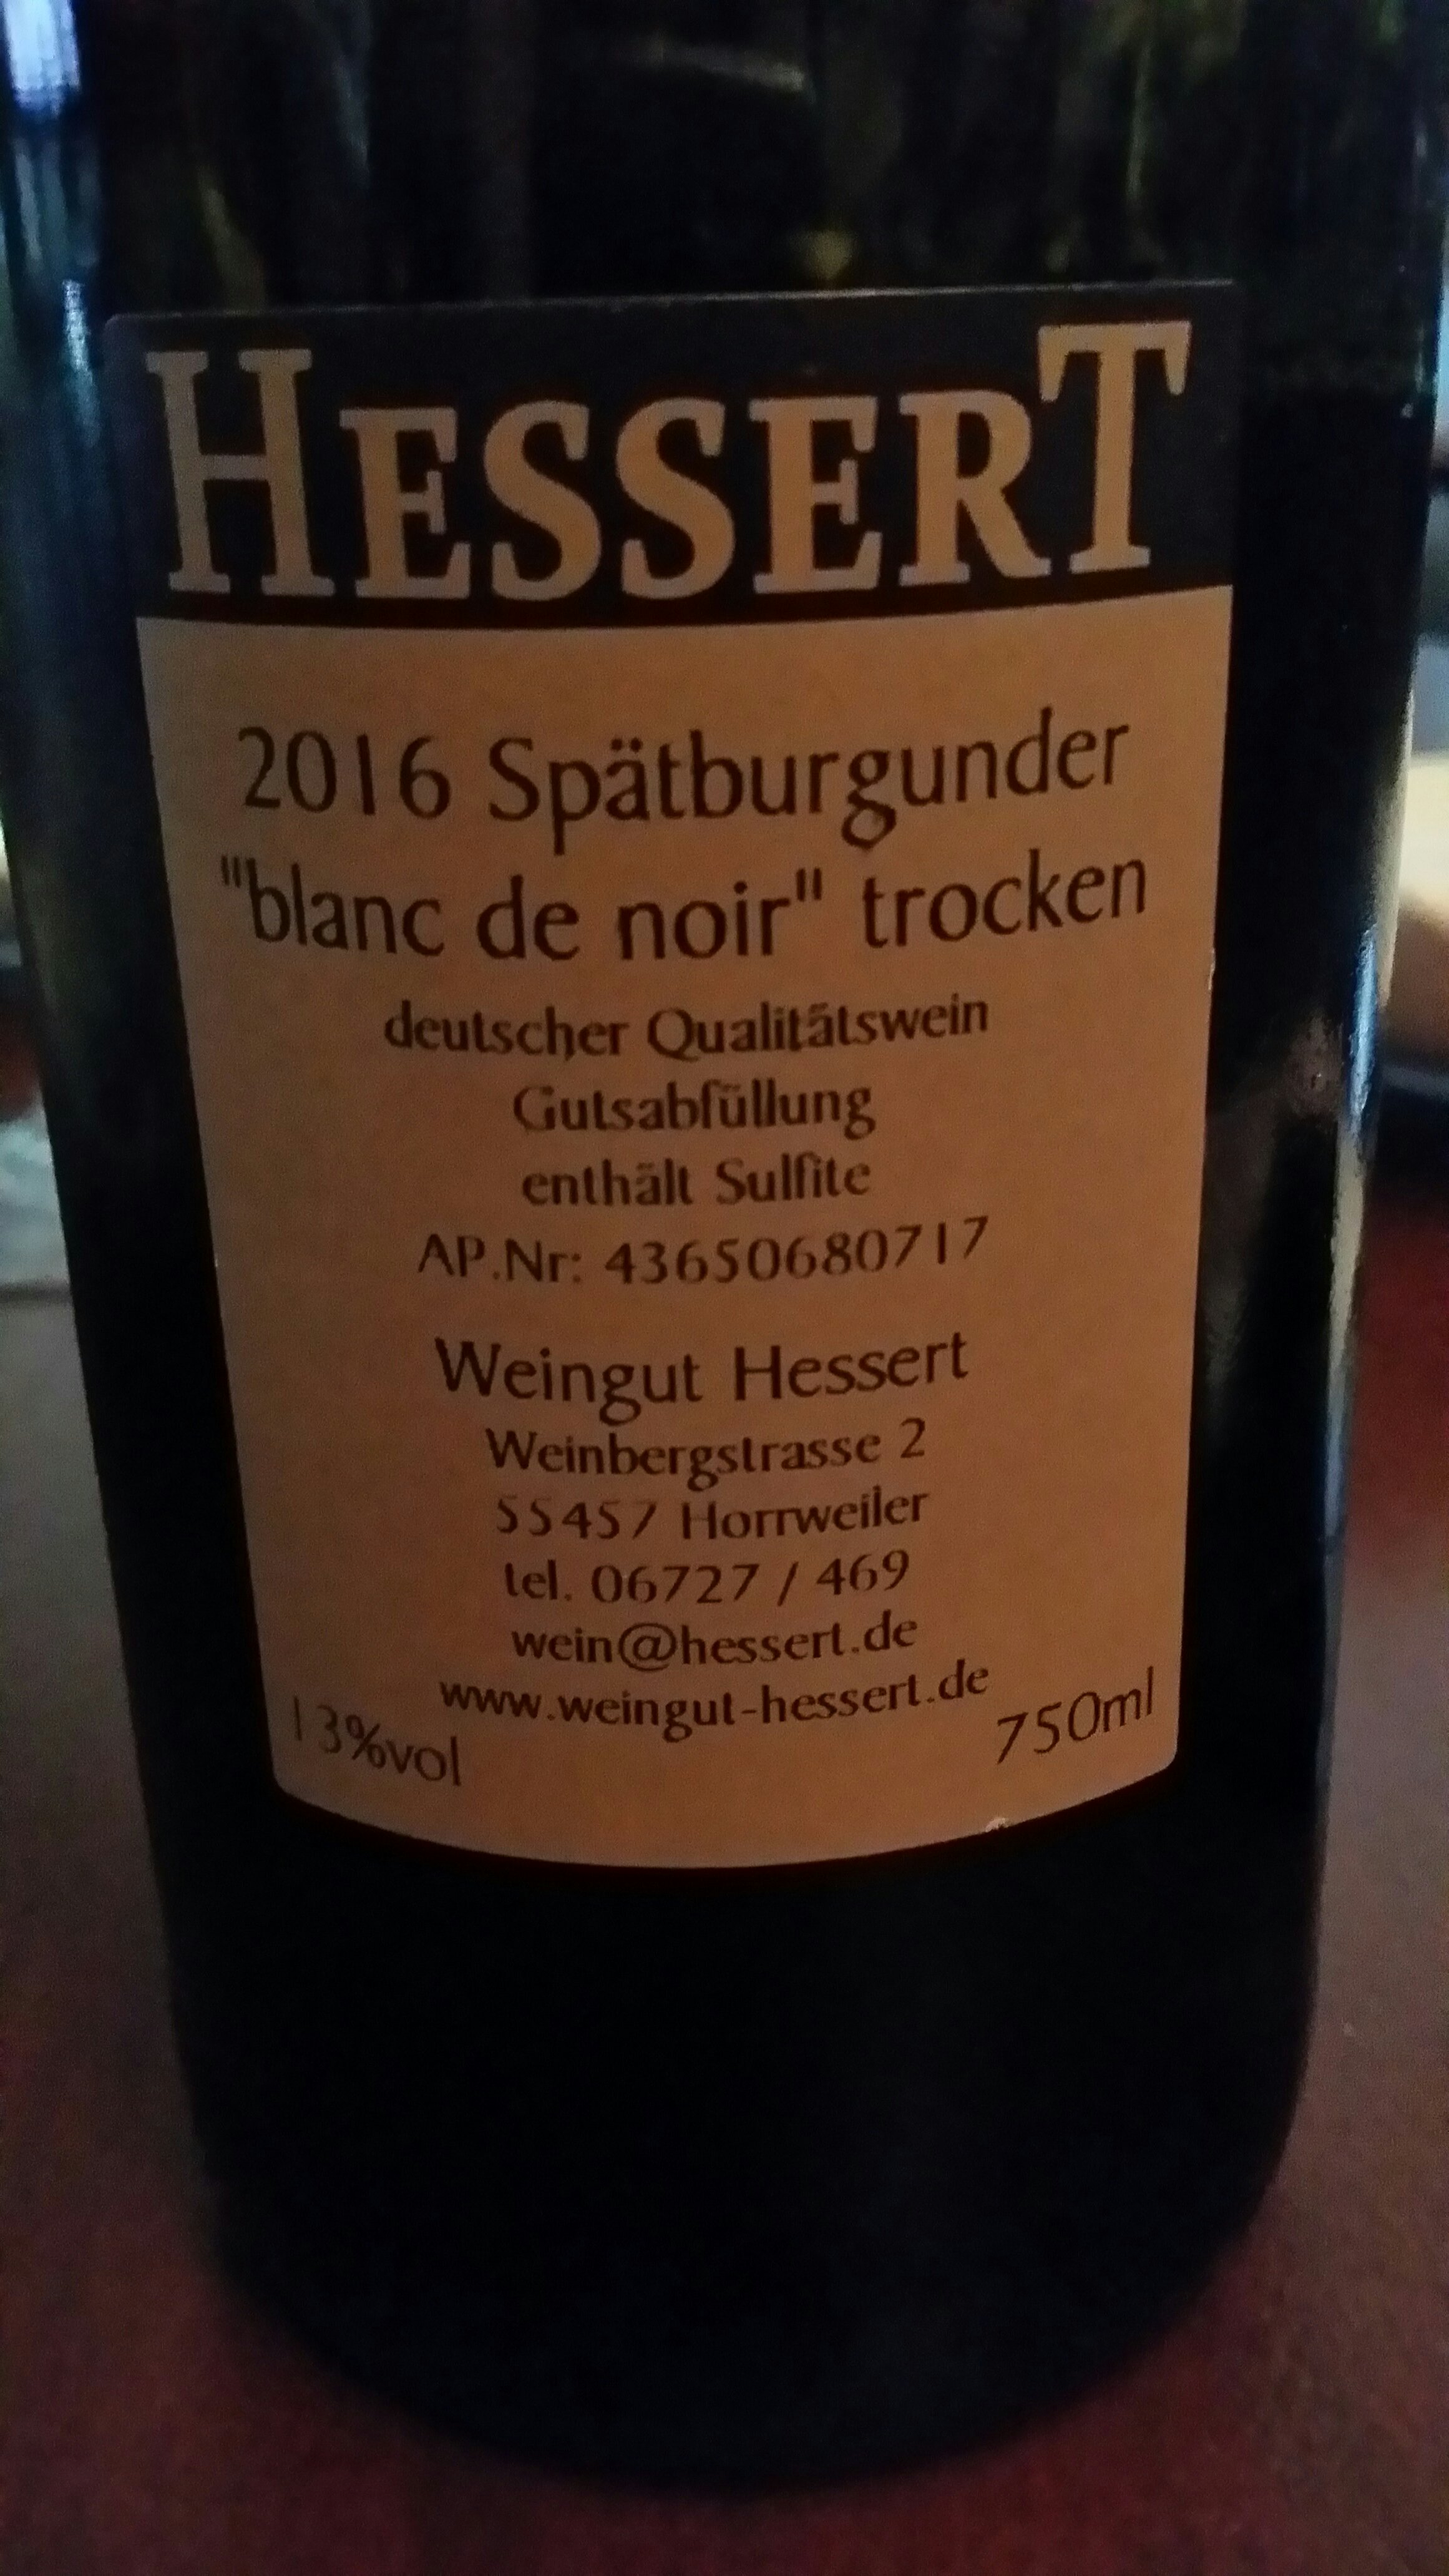 HESSERT
2016 Spätburgunder
"blanc de noir" trocken
deutscher Qualitätswein
Gutsabfüllung
enthält Sulfite
AP.Nr: 43650680717
Weingut Hessert
Weinbergstrasse 2
55457 Horrweiler
tel. 06727 / 469
wein@hessert.de
www.weingut-hessert.de
13%vol 750ml